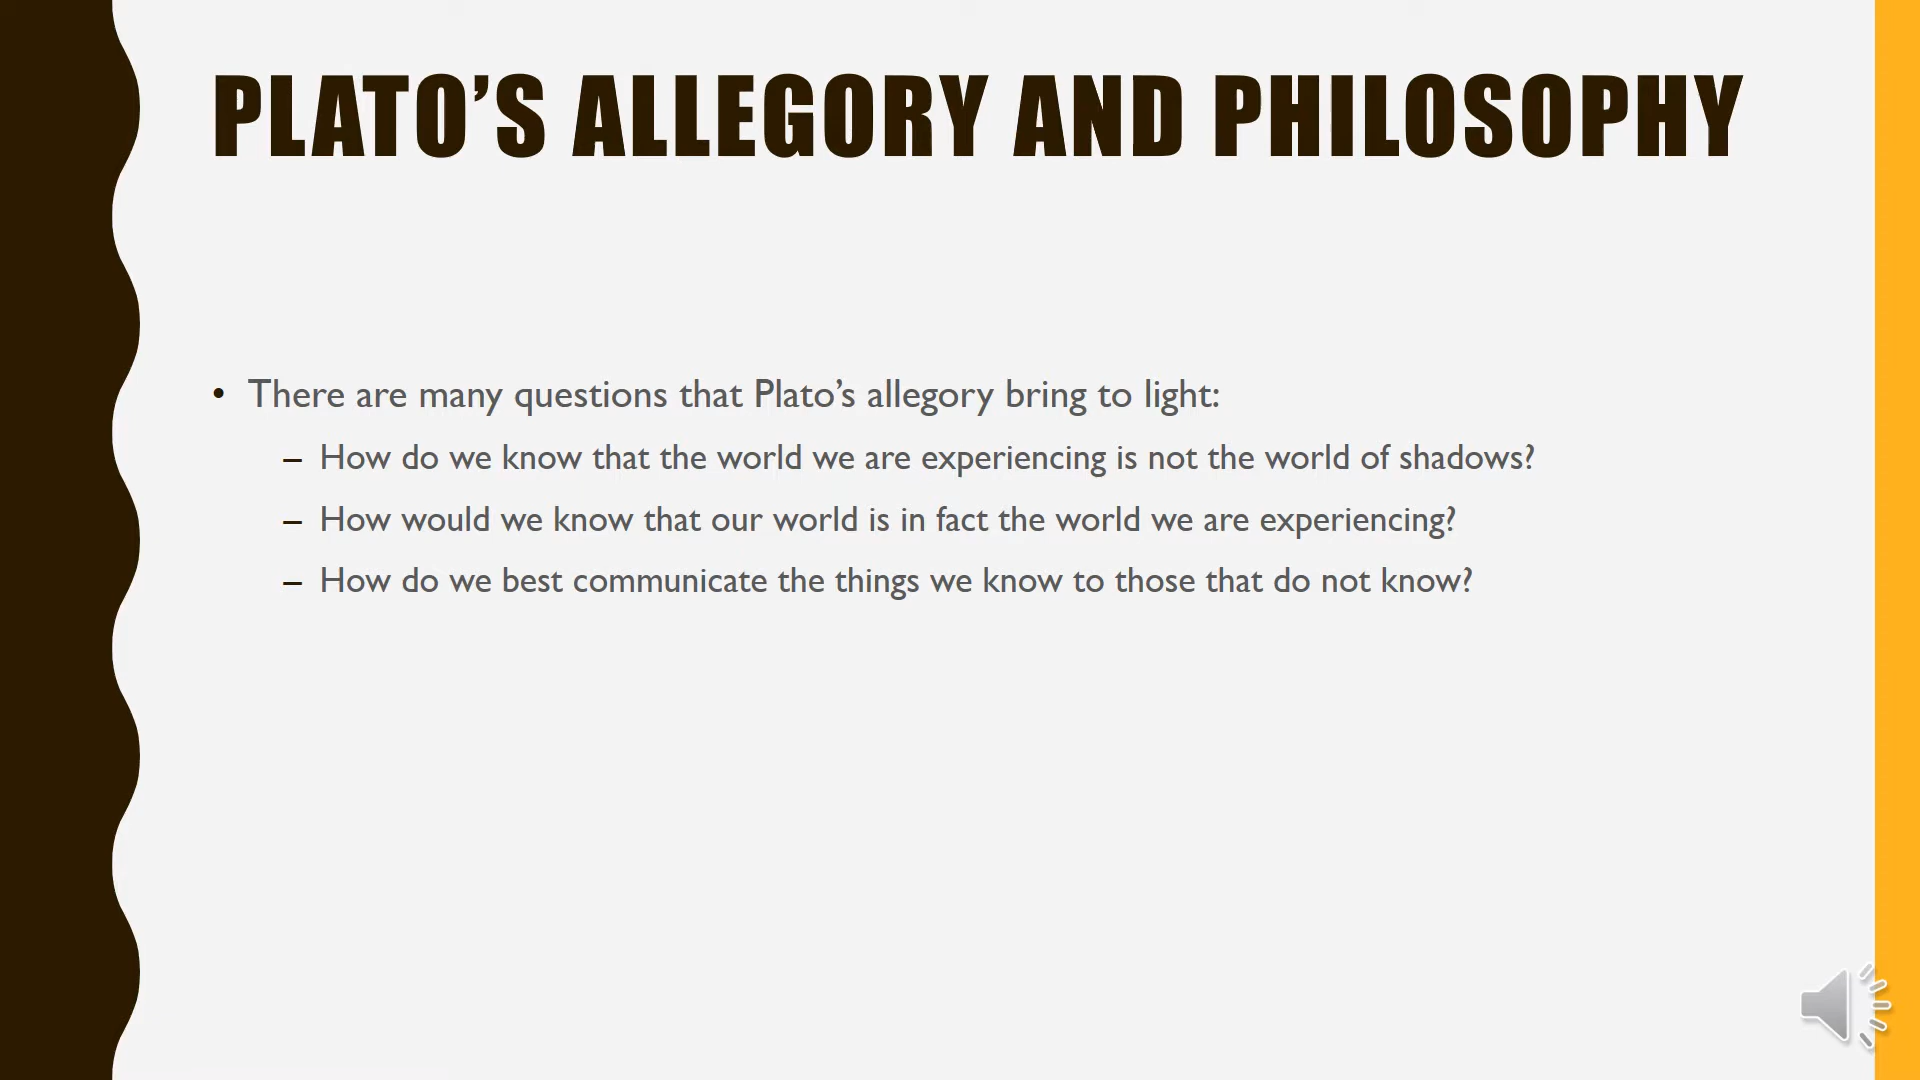 PLATO’S ALLEGORY AND PHILOSOPHY
• There are many questions that Plato’s allegory bring to light:
– How do we know that the world we are experiencing is not the world of shadows?
– How would we know that our world is in fact the world we are experiencing?
– How do we best communicate the things we know to those that do not know?